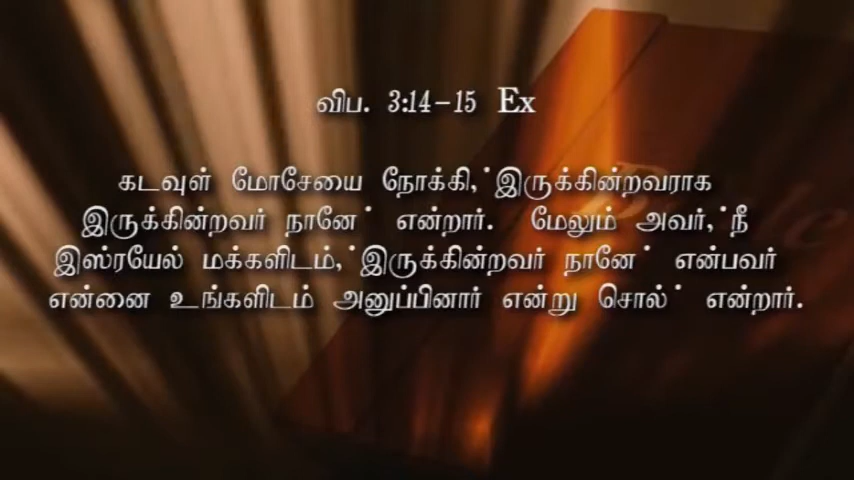 விப. 3:14-15 Ex
கடவுள் மோசேயை நோக்கி, 'இருக்கின்றவராக
இருக்கின்றவர் நானே' என்றார். மேலும் அவர், 'நீ
இஸ்ரயேல் மக்களிடம், 'இருக்கின்றவர் நானே' என்பவர்
என்னை உங்களிடம் அனுப்பினார் என்று சொல்' என்றார்.